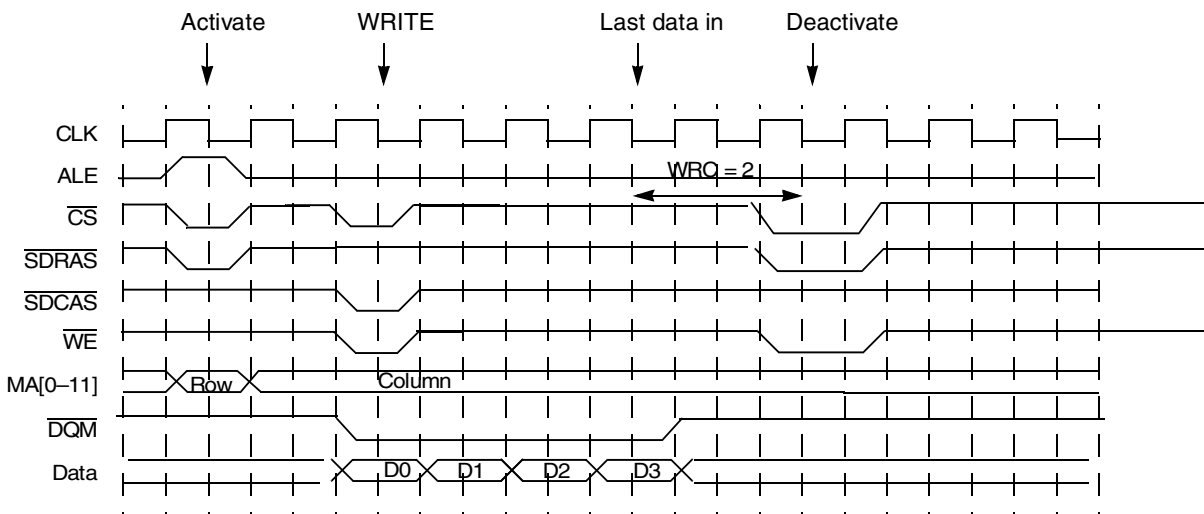 Activate WRITE Last data in Deactivate
CLK
ALE
WRC = 2
CS
SDRAS
SDCAS
WE
MA[0–11] Row Column
DQM
Data D0 D1 D2 D3